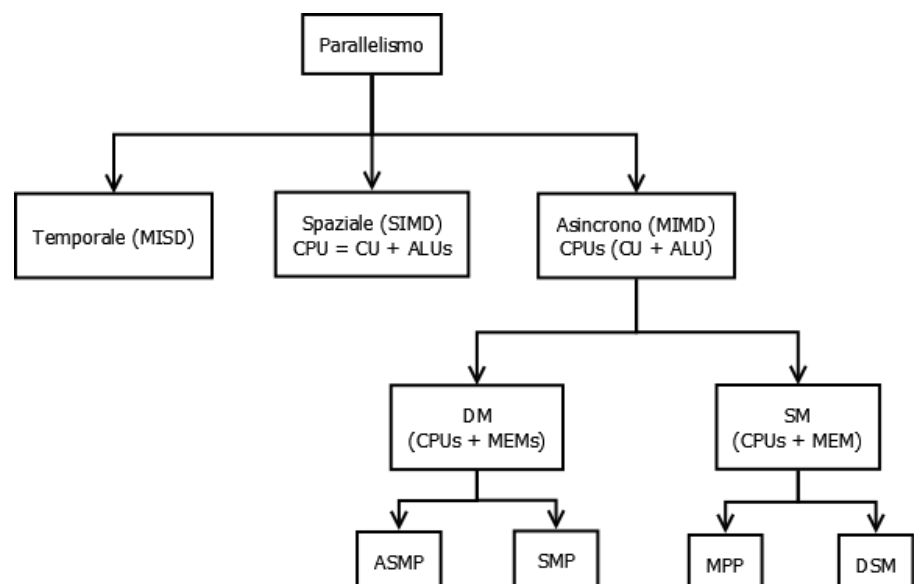 Parallelismo
Temporale (MISD)
Spaziale (SIMD)
CPU = CU + ALUs
Asincrono (MIMD)
CPUs (CU + ALU)
DM
(CPUs + MEMs)
SM
(CPUs + MEM)
ASMP
SMP
MPP
DSM